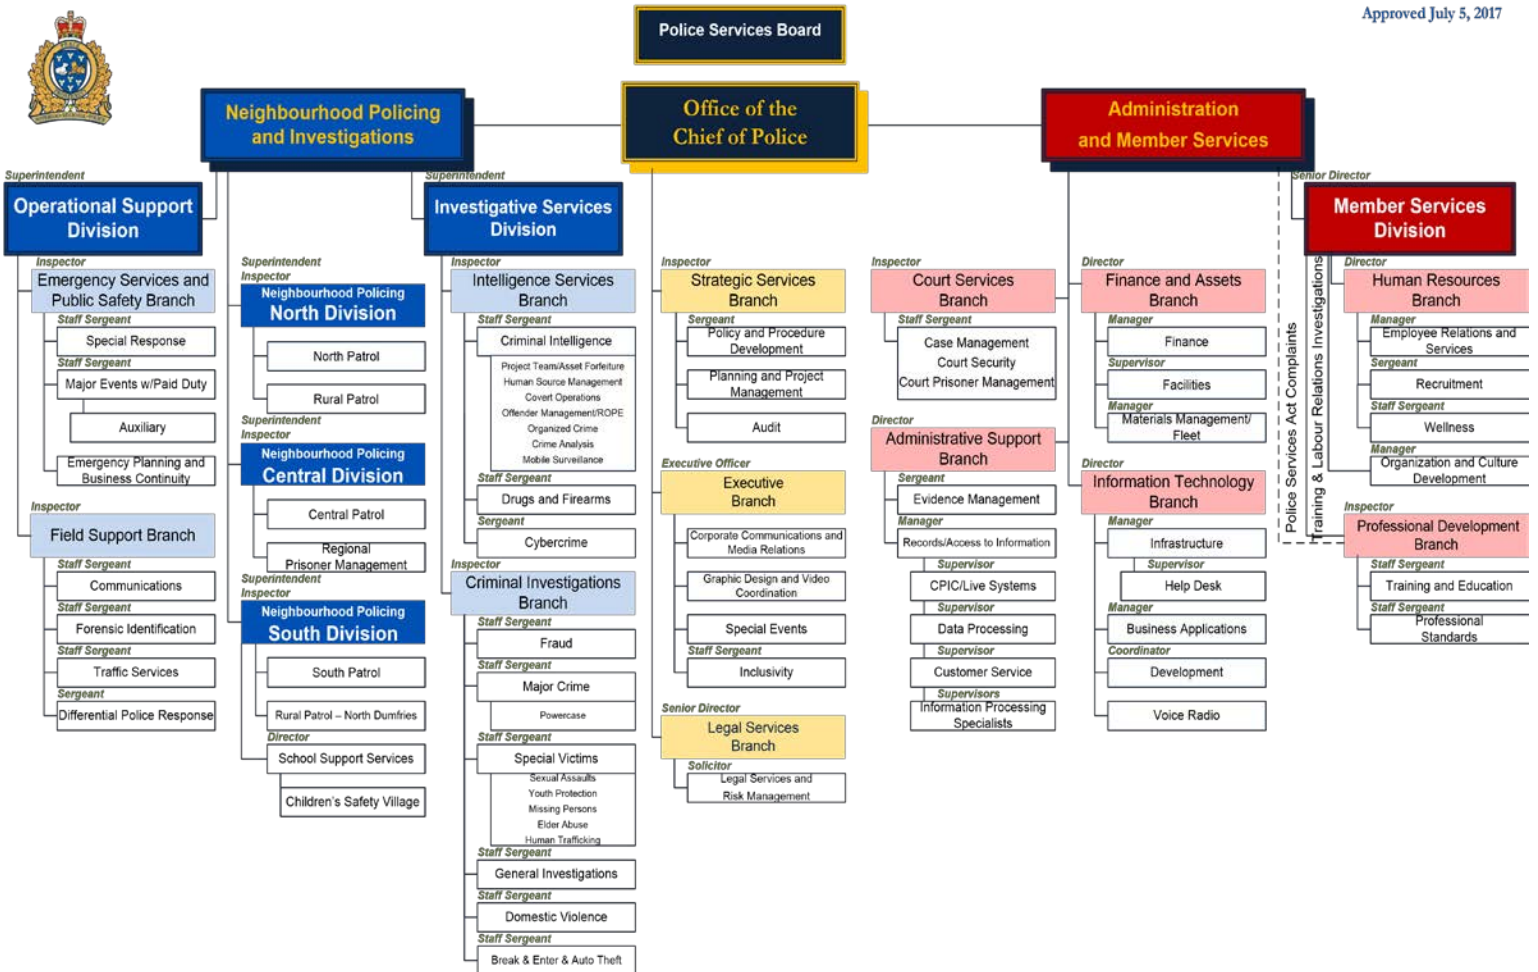 Approved July 5, 2017
Police Services Board
Neighbourhood Policing
and Investigations
Office of the
Chief of Police
Administration
and Member Services
Superintendent
Operational Support
Division
Inspector
Emergency Services and
Public Safety Branch
Staff Sergeant
Special Response
Staff Sergeant
Major Events w/Paid Duty
Auxiliary
Emergency Planning and
Business Continuity
Inspector
Field Support Branch
Staff Sergeant
Communications
Staff Sergeant
Forensic Identification
Staff Sergeant
Traffic Services
Sergeant
Differential Police Response
Superintendent
Inspector
Neighbourhood Policing
North Division
North Patrol
Rural Patrol
Superintendent
Inspector
Neighbourhood Policing
Central Division
Central Patrol
Regional
Prisoner Management
Superintendent
Inspector
Neighbourhood Policing
South Division
South Patrol
Rural Patrol – North Dumfries
Director
School Support Services
Children's Safety Village
Superintendent
Investigative Services
Division
Inspector
Intelligence Services
Branch
Staff Sergeant
Criminal Intelligence
Project Team/Asset Forfeiture
Human Source Management
Covert Operations
Offender Management/ROPE
Organized Crime
Crime Analysis
Mobile Surveillance
Staff Sergeant
Drugs and Firearms
Sergeant
Cybercrime
Inspector
Criminal Investigations
Branch
Staff Sergeant
Fraud
Staff Sergeant
Major Crime
Powercase
Staff Sergeant
Special Victims
Sexual Assaults
Youth Protection
Missing Persons
Elder Abuse
Human Trafficking
Staff Sergeant
General Investigations
Staff Sergeant
Domestic Violence
Staff Sergeant
Break & Enter & Auto Theft
Inspector
Strategic Services
Branch
Sergeant
Policy and Procedure
Development
Planning and Project
Management
Audit
Executive Officer
Executive
Branch
Corporate Communications and
Media Relations
Graphic Design and Video
Coordination
Special Events
Staff Sergeant
Inclusivity
Senior Director
Legal Services
Branch
Solicitor
Legal Services and
Risk Management
Inspector
Court Services
Branch
Staff Sergeant
Case Management
Court Security
Court Prisoner Management
Director
Administrative Support
Branch
Sergeant
Evidence Management
Manager
Records/Access to Information
Supervisor
CPIC/Live Systems
Supervisor
Data Processing
Supervisor
Customer Service
Supervisors
Information Processing
Specialists
Director
Finance and Assets
Branch
Manager
Finance
Supervisor
Facilities
Manager
Materials Management/
Fleet
Director
Information Technology
Branch
Manager
Infrastructure
Supervisor
Help Desk
Manager
Business Applications
Coordinator
Development
Voice Radio
Police Services Act Complaints
Training & Labour Relations Investigations
Senior Director
Member Services
Division
Director
Human Resources
Branch
Manager
Employee Relations and
Services
Sergeant
Recruitment
Staff Sergeant
Wellness
Manager
Organization and Culture
Development
Inspector
Professional Development
Branch
Staff Sergeant
Training and Education
Staff Sergeant
Professional
Standards